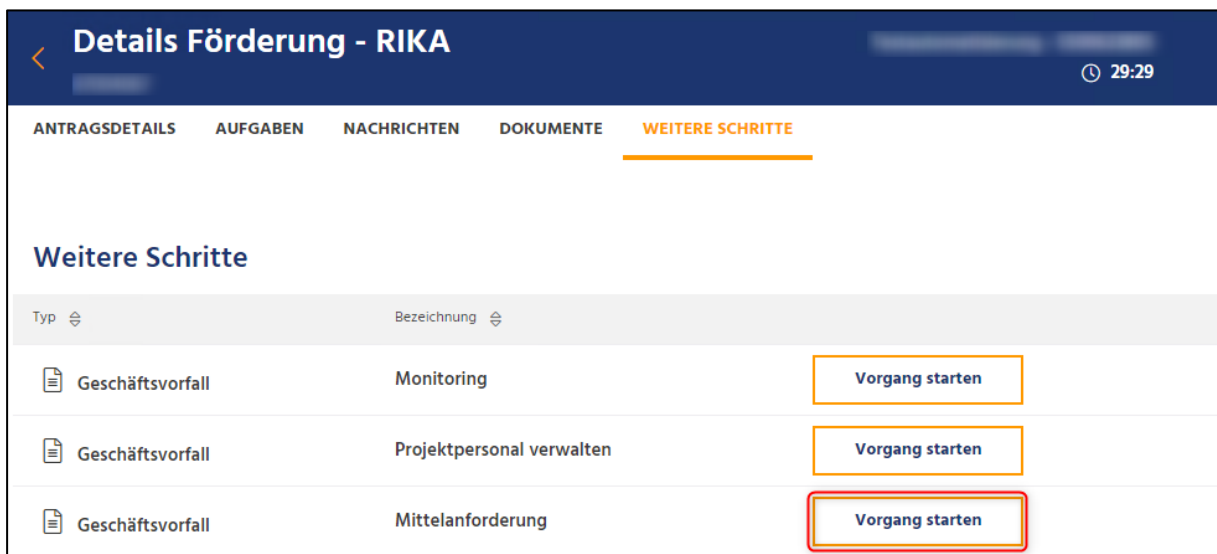 Details Förderung - RIKA
29:29
ANTRAGSDETAILS AUFGABEN NACHRICHTEN DOKUMENTE WEITERE SCHRITTE
Weitere Schritte
Typ Bezeichnung
Geschäftsvorfall Monitoring Vorgang starten
Geschäftsvorfall Projektpersonal verwalten Vorgang starten
Geschäftsvorfall Mittelanforderung Vorgang starten